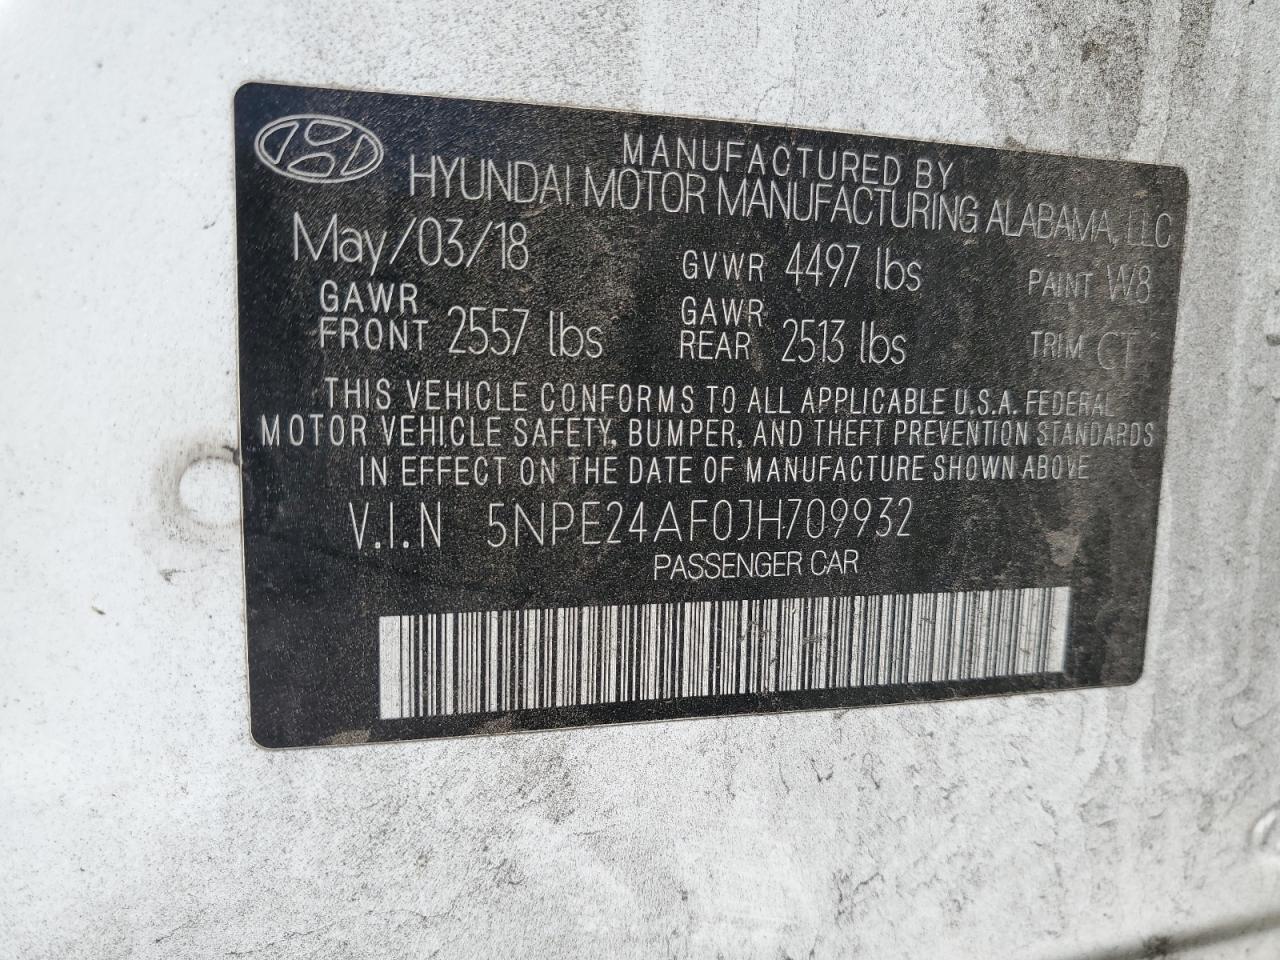 MANUFACTURED BY
HYUNDAI MOTOR MANUFACTURING ALABAMA, LLC
May/03/18 GVWR 4497 lbs PAINT W8
GAWR FRONT 2557 lbs GAWR REAR 2513 lbs TRIM CT
THIS VEHICLE CONFORMS TO ALL APPLICABLE U.S.A. FEDERAL
MOTOR VEHICLE SAFETY, BUMPER, AND THEFT PREVENTION STANDARDS
IN EFFECT ON THE DATE OF MANUFACTURE SHOWN ABOVE
V.I.N 5NPE24AF0JH709932
PASSENGER CAR